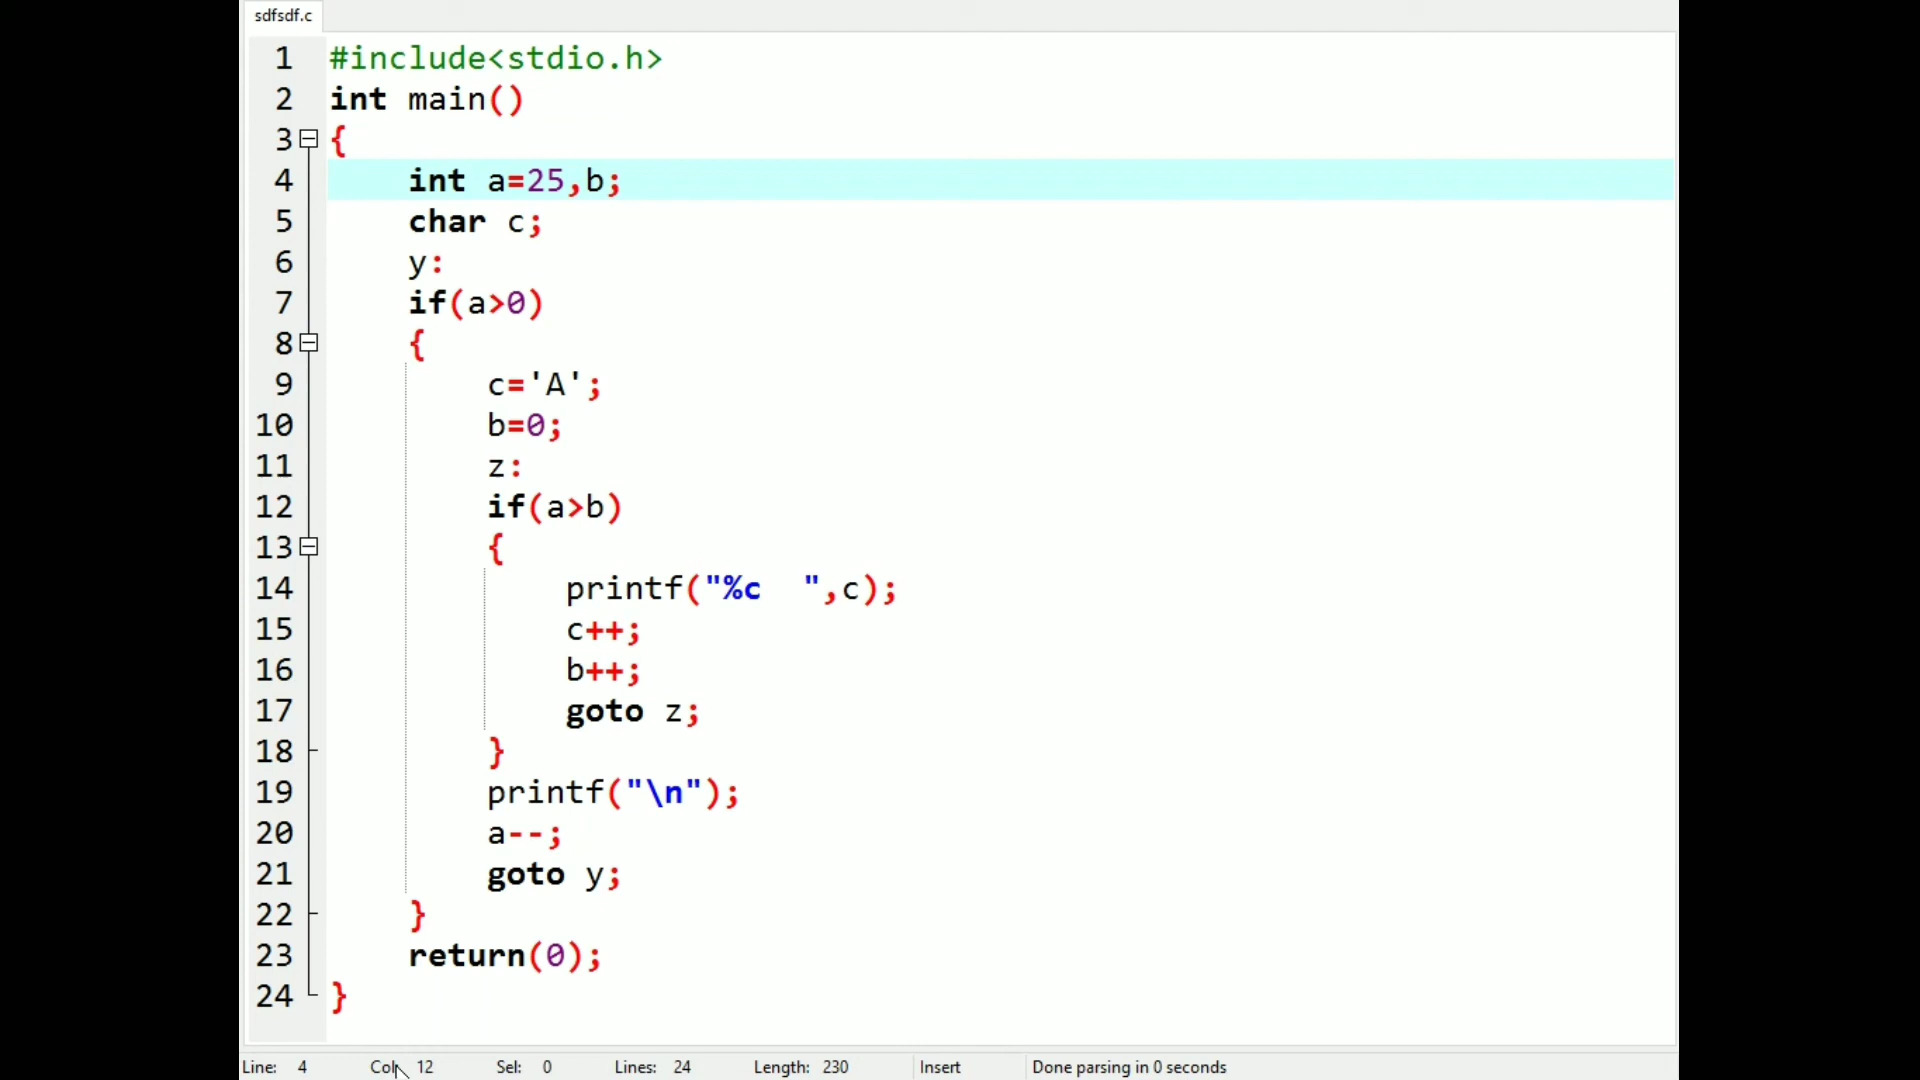 sdfsdf.c
1 #include<stdio.h>
2 int main()
3 {
4 int a=25,b;
5 char c;
6 y:
7 if(a>0)
8 {
9 c='A';
10 b=0;
11 z:
12 if(a>b)
13 {
14 printf("%c  ",c);
15 c++;
16 b++;
17 goto z;
18 }
19 printf("\n");
20 a--;
21 goto y;
22 }
23 return(0);
24 }
Line: 4 Col: 12 Sel: 0 Lines: 24 Length: 230 Insert Done parsing in 0 seconds